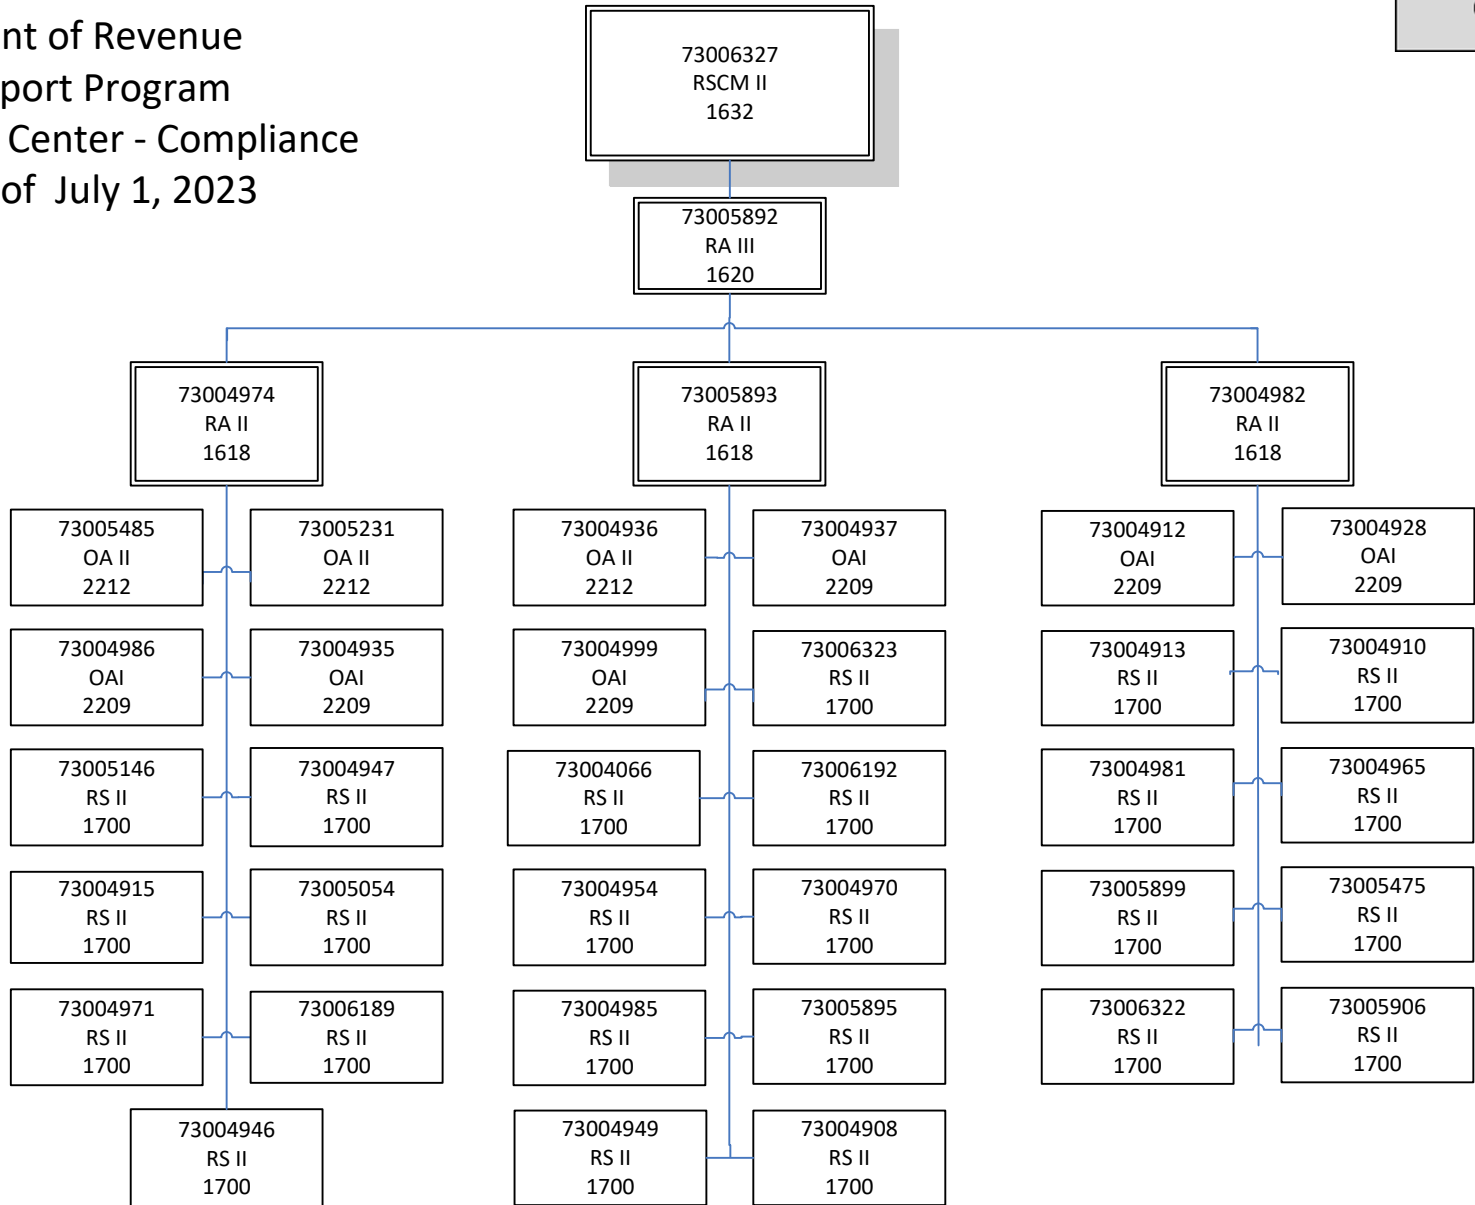 nt of Revenue
port Program
Center - Compliance
of July 1, 2023
73006327
RSCM II
1632
73005892
RA III
1620
73004974
RA II
1618
73005893
RA II
1618
73004982
RA II
1618
73005485
OA II
2212
73005231
OA II
2212
73004936
OA II
2212
73004937
OAI
2209
73004912
OAI
2209
73004928
OAI
2209
73004986
OAI
2209
73004935
OAI
2209
73004999
OAI
2209
73006323
RS II
1700
73004913
RS II
1700
73004910
RS II
1700
73005146
RS II
1700
73004947
RS II
1700
73004066
RS II
1700
73006192
RS II
1700
73004981
RS II
1700
73004965
RS II
1700
73004915
RS II
1700
73005054
RS II
1700
73004954
RS II
1700
73004970
RS II
1700
73005899
RS II
1700
73005475
RS II
1700
73004971
RS II
1700
73006189
RS II
1700
73004985
RS II
1700
73005895
RS II
1700
73006322
RS II
1700
73005906
RS II
1700
73004946
RS II
1700
73004949
RS II
1700
73004908
RS II
1700